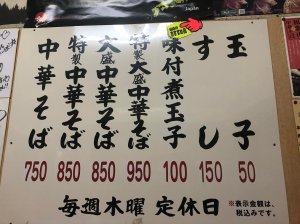 Japan
玉子 50
すし 150
味付煮玉子 100
特製大盛中華そば 950
大盛中華そば 850
特製中華そば 850
中華そば 750
※表示金額は、
税込みです。
毎週木曜 定休日